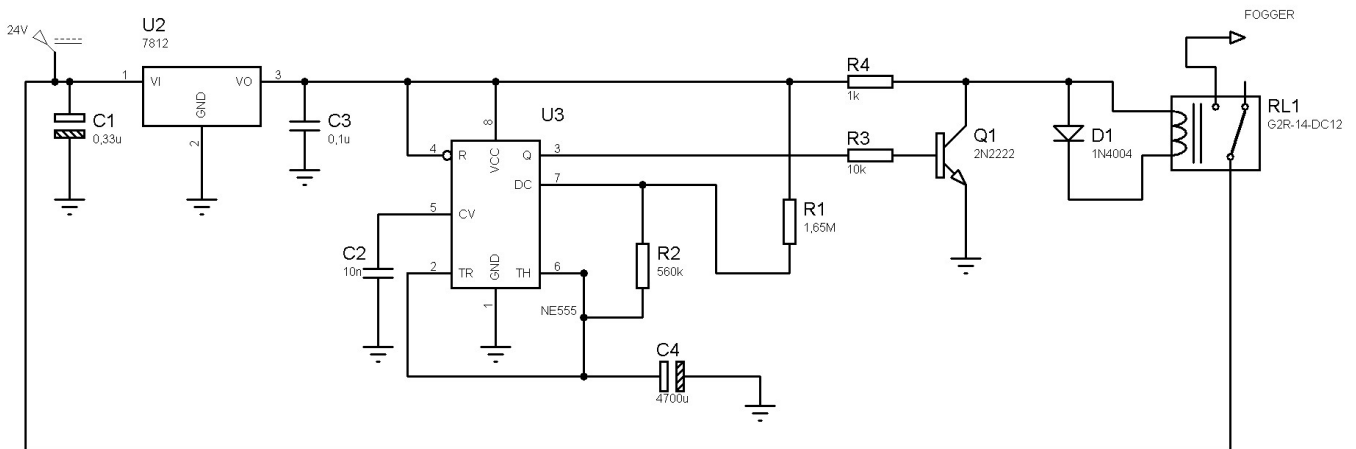 FOGGER
24V
U2
7812
1
VI
VO
3
GND
2
R4
1k
C1
0,33u
C3
0,1u
U3
8
VCC
4
R
Q
3
DC
7
R3
10k
Q1
2N2222
D1
1N4004
RL1
G2R-14-DC12
5
CV
C2
10n
R2
560k
R1
1,65M
2
TR
GND
TH
6
1
NE555
C4
4700u